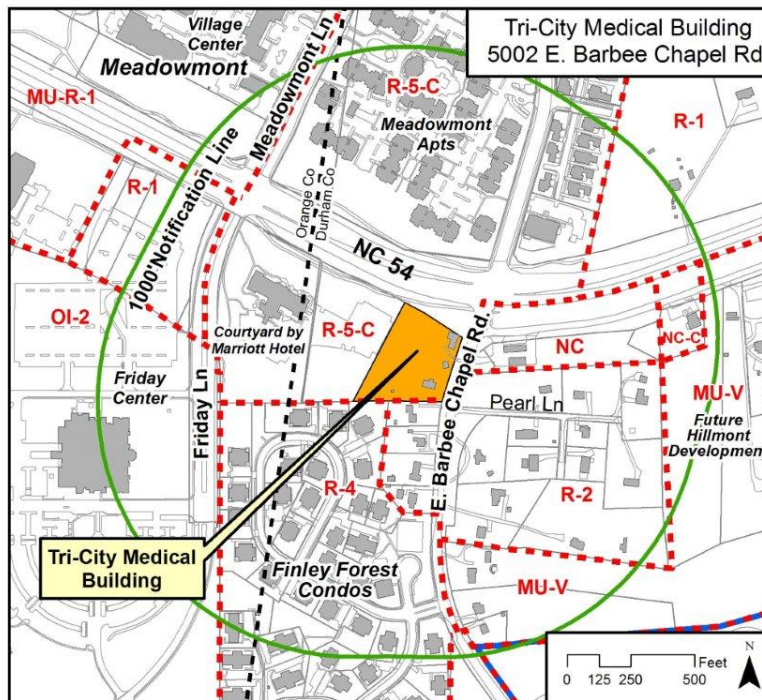 Tri-City Medical Building
5002 E. Barbee Chapel Rd
Village
Center
Meadowmont
Meadowmont Ln
MU-R-1
R-5-C
Meadowmont
Apts
R-1
R-1
1000' Notification Line
Orange Co
Durham Co
NC 54
OI-2
Courtyard by
Marriott Hotel
R-5-C
E. Barbee Chapel Rd.
NC
NC-C
Friday
Center
Friday Ln
Pearl Ln
MU-V
Future
Hillmont
Development
R-4
R-2
Tri-City Medical
Building
Finley Forest
Condos
MU-V
N
0 125 250 500
Feet